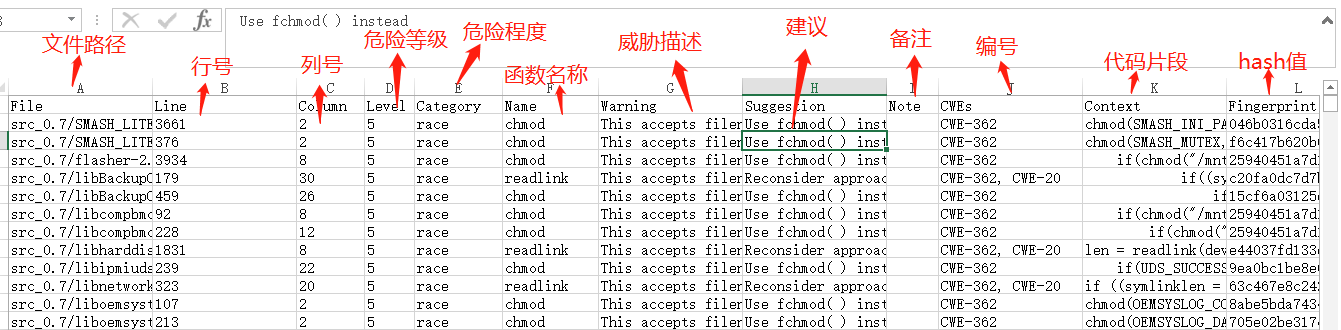 Use fchmod( ) instead
文件路径 行号 列号 危险等级 危险程度 函数名称 威胁描述 建议 备注 编号 代码片段 hash值
A B C D E F G H J K L
File Line Column Level Category Name Warning Suggestion Note CWEs Context Fingerprint
src_0.7/SMASH_LITE 3661 2 5 race chmod This accepts filer Use fchmod( ) inst CWE-362 chmod(SMASH_INI_PA 046b0316cda5
src_0.7/SMASH_LITE 376 2 5 race chmod This accepts filer Use fchmod( ) inst CWE-362 chmod(SMASH_MUTEX, f6c417b620b0
src_0.7/flasher-2. 3934 8 5 race chmod This accepts filer Use fchmod( ) inst CWE-362 if(chmod("/mnt 25940451a7d
src_0.7/libBackupC 179 30 5 race readlink This accepts filer Reconsider approac CWE-362, CWE-20 if((sy c20fa0dc7d7b
src_0.7/libBackupC 459 26 5 race chmod This accepts filer Use fchmod( ) inst CWE-362 if 15cf6a03125
src_0.7/libcompbmc 92 8 5 race chmod This accepts filer Use fchmod( ) inst CWE-362 if(chmod("/mnt 25940451a7d
src_0.7/libcompbmc 228 12 5 race chmod This accepts filer Use fchmod( ) inst CWE-362 if(chmod(" 25940451a7d
src_0.7/libharddis 1831 8 5 race readlink This accepts filer Reconsider approac CWE-362, CWE-20 len = readlink(dev e44037fd133
src_0.7/libipmiuds 239 22 5 race chmod This accepts filer Use fchmod( ) inst CWE-362 if(UDS_SUCCESS 9ea0bc1be8e
src_0.7/libnetwork 323 20 5 race readlink This accepts filer Reconsider approac CWE-362, CWE-20 if ((symlinklen = 63c467e8c243
src_0.7/liboemsyst 107 2 5 race chmod This accepts filer Use fchmod( ) inst CWE-362 chmod(OEMSYSLOG_CO 8abe5bda7434
src_0.7/liboemsyst 213 2 5 race chmod This accepts filer Use fchmod( ) inst CWE-362 chmod(OEMSYSLOG_DA 705e02be317